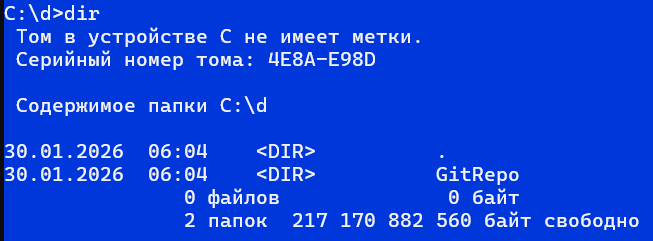 C:\d>dir
Том в устройстве C не имеет метки.
Серийный номер тома: 4E8A-E98D
Содержимое папки C:\d
30.01.2026  06:04    <DIR>          .
30.01.2026  06:04    <DIR>          GitRepo
0 файлов              0 байт
2 папок  217 170 882 560 байт свободно